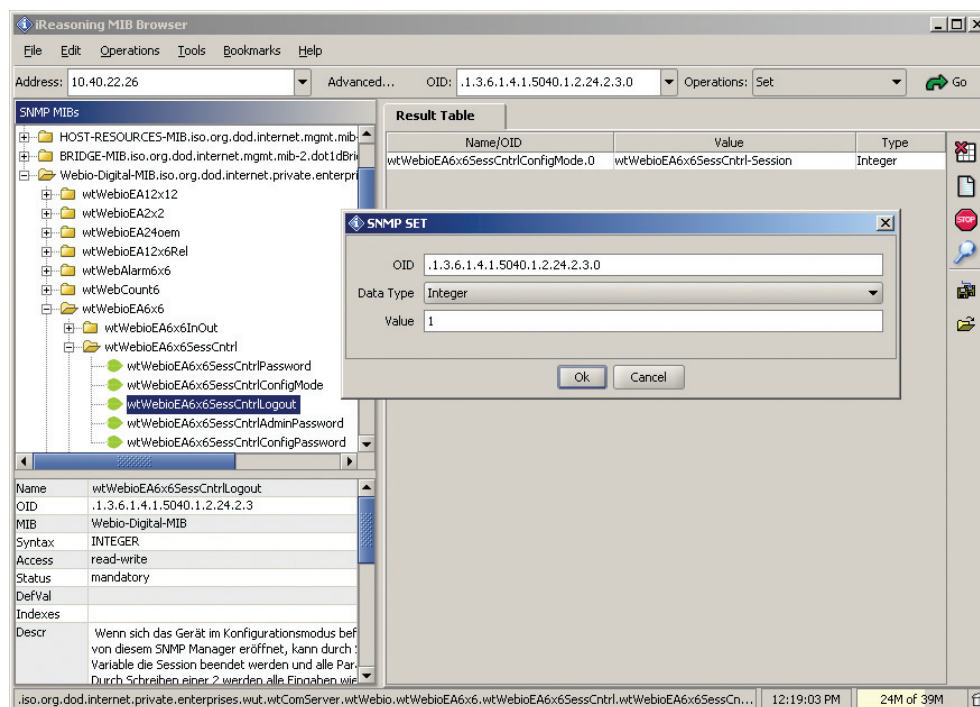 iReasoning MIB Browser
File Edit Operations Tools Bookmarks Help
Address: 10.40.22.26 Advanced... OID: .1.3.6.1.4.1.5040.1.2.24.2.3.0 Operations: Set Go
SNMP MIBs
HOST-RESOURCES-MIB.iso.org.dod.internet.mgmt.mib-
BRIDGE-MIB.iso.org.dod.internet.mgmt.mib-2.dot1dBri
Webio-Digital-MIB.iso.org.dod.internet.private.enterpri
wtWebioEA12x12
wtWebioEA2x2
wtWebioEA24oem
wtWebioEA12x6Rel
wtWebAlarm6x6
wtWebCount6
wtWebioEA6x6
wtWebioEA6x6InOut
wtWebioEA6x6SessCntrl
wtWebioEA6x6SessCntrlPassword
wtWebioEA6x6SessCntrlConfigMode
wtWebioEA6x6SessCntrlLogout
wtWebioEA6x6SessCntrlAdminPassword
wtWebioEA6x6SessCntrlConfigPassword
Name wtWebioEA6x6SessCntrlLogout
OID .1.3.6.1.4.1.5040.1.2.24.2.3
MIB Webio-Digital-MIB
Syntax INTEGER
Access read-write
Status mandatory
DefVal
Indexes
Descr Wenn sich das Gerät im Konfigurationsmodus bef
von diesem SNMP Manager eröffnet, kann durch
Variable die Session beendet werden und alle Par
Durch Schreiben einer 2 werden alle Eingaben wie
Result Table
Name/OID Value Type
wtWebioEA6x6SessCntrlConfigMode.0 wtWebioEA6x6SessCntrl-Session Integer
STOP
SNMP SET
OID .1.3.6.1.4.1.5040.1.2.24.2.3.0
Data Type Integer
Value 1
Ok Cancel
.iso.org.dod.internet.private.enterprises.wut.wtComServer.wtWebio.wtWebioEA6x6.wtWebioEA6x6SessCntrl.wtWebioEA6x6SessCn... 12:19:03 PM 24M of 39M